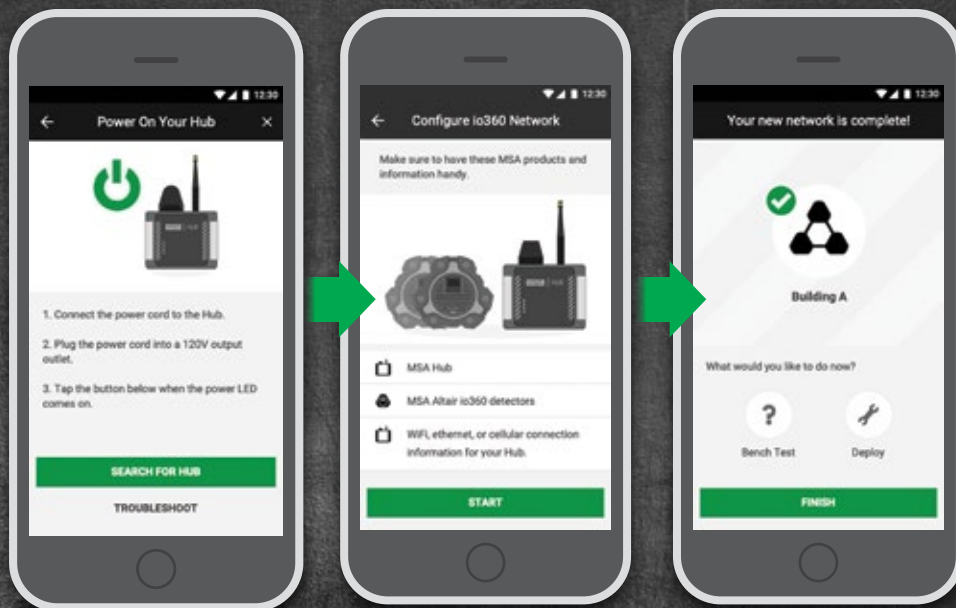 12:30
Power On Your Hub
1. Connect the power cord to the Hub.
2. Plug the power cord into a 120V output
outlet.
3. Tap the button below when the power LED
comes on.
SEARCH FOR HUB
TROUBLESHOOT
12:30
Configure io360 Network
Make sure to have these MSA products and
information handy.
MSA Hub
MSA Altair io360 detectors
WiFi, ethernet, or cellular connection
information for your Hub.
START
12:30
Your new network is complete!
Building A
What would you like to do now?
?
Bench Test
Deploy
FINISH